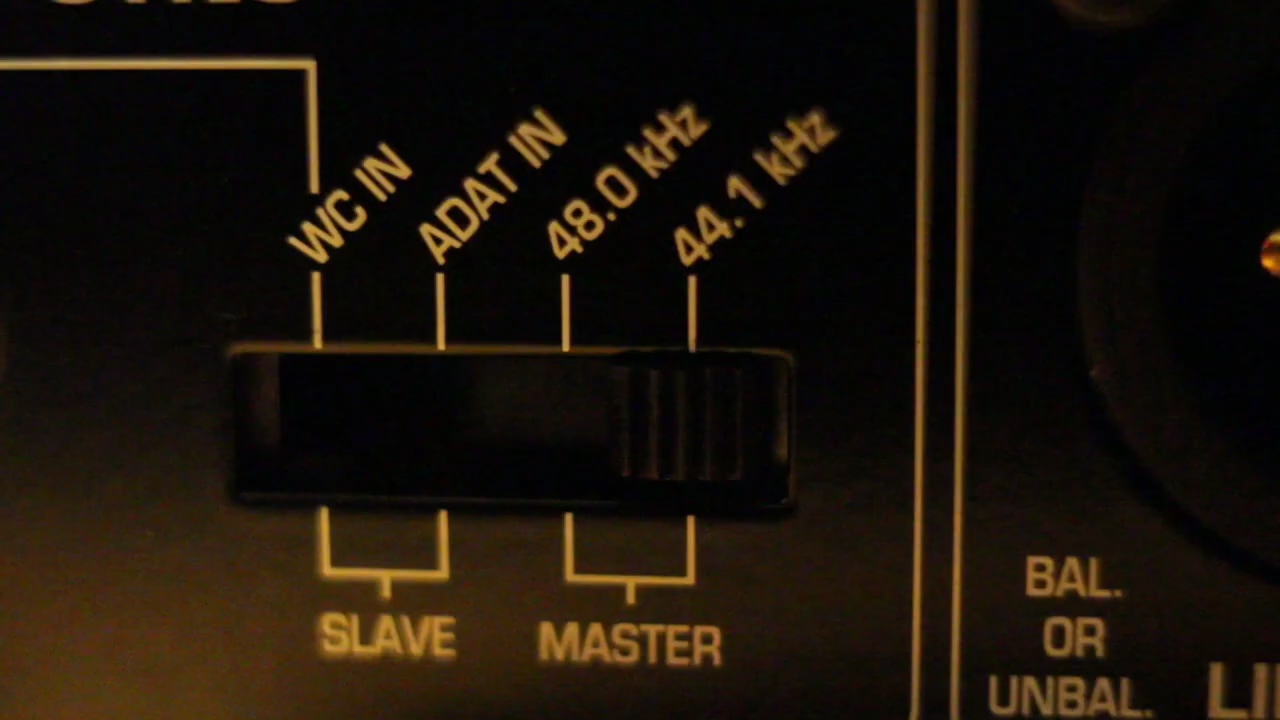 WC IN
ADAT IN
48.0 kHz
44.1 kHz
SLAVE
MASTER
BAL.
OR
UNBAL.